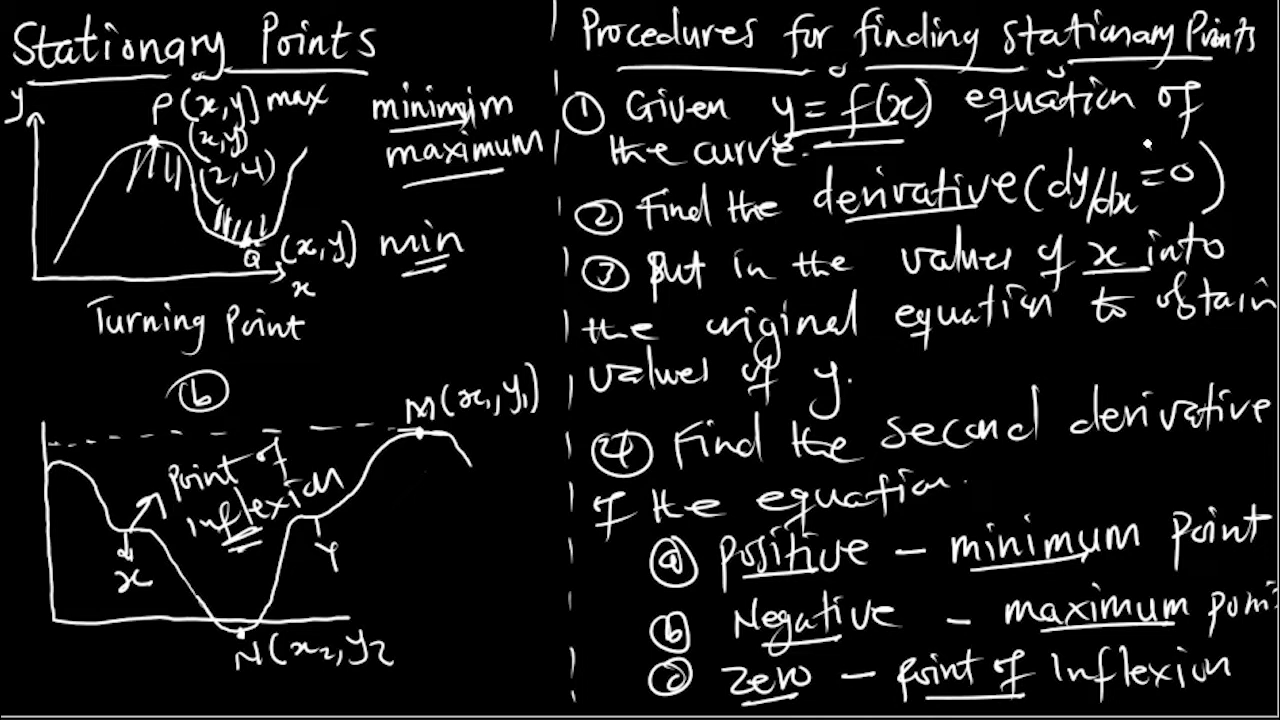 Stationary Points
y
P(x,y) max
(x,y)
(2,4)
minimum
maximum
Q (x,y) min
x
Turning Point
(b)
M(x₁,y₁)
Point of
inflexion
x
Y
N(x₂,y₂
Procedures for finding Stationary Points
① Given y = f(x) equation of
the curve.
② Find the derivative (dy/dx = 0)
③ Put in the values of x into
the original equation to obtain
values of y.
④ Find the second derivative
of the equation.
(a) Positive – minimum point
(b) Negative – maximum poin
(c) Zero – point of Inflexion